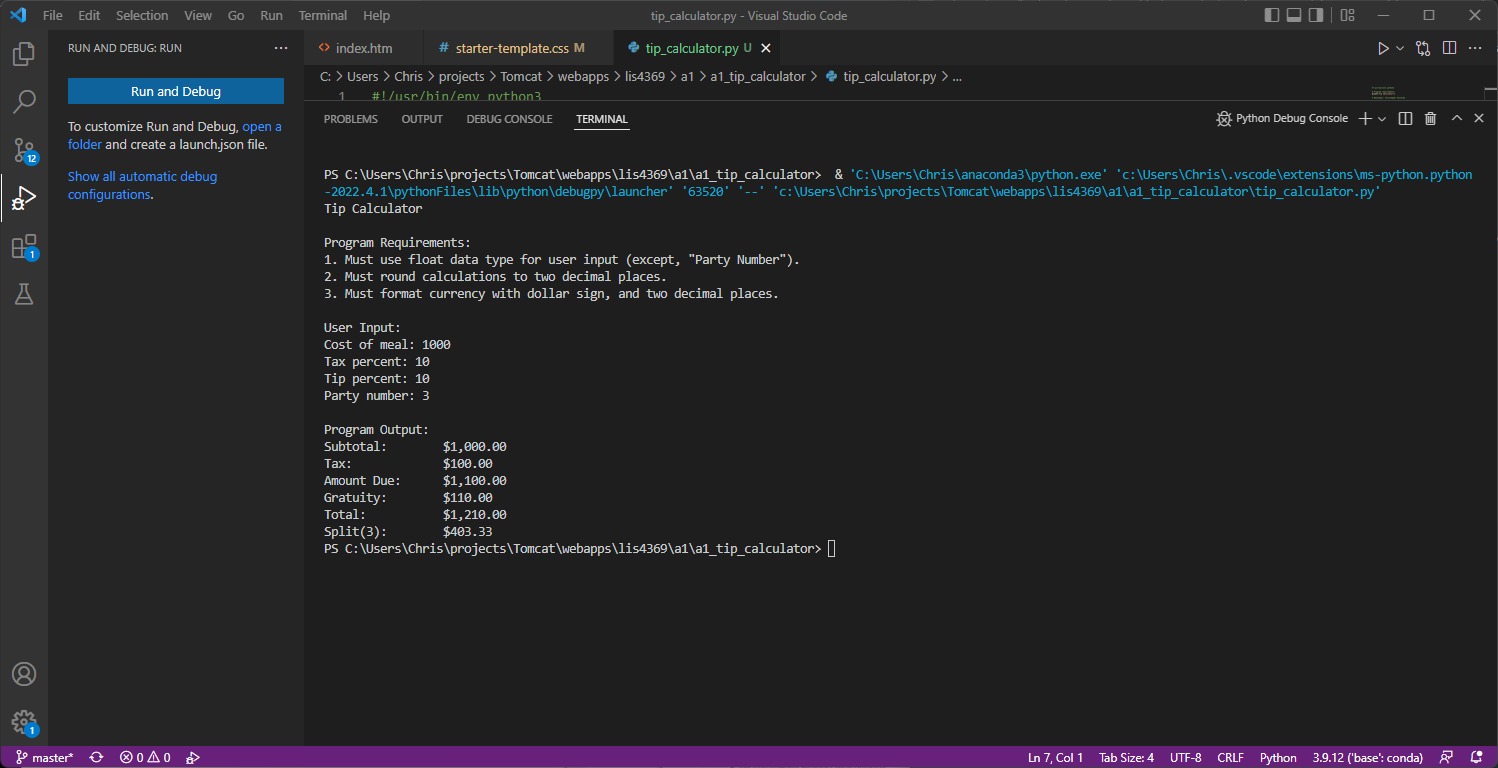 File Edit Selection View Go Run Terminal Help tip_calculator.py - Visual Studio Code
RUN AND DEBUG: RUN ...
index.htm # starter-template.css M tip_calculator.py U
C: > Users > Chris > projects > Tomcat > webapps > lis4369 > a1 > a1_tip_calculator > tip_calculator.py > ...
1 #!/usr/bin/env python3
Run and Debug
To customize Run and Debug, open a
folder and create a launch.json file.
Show all automatic debug
configurations.
PROBLEMS OUTPUT DEBUG CONSOLE TERMINAL Python Debug Console
PS C:\Users\Chris\projects\Tomcat\webapps\lis4369\a1\a1_tip_calculator> & 'C:\Users\Chris\anaconda3\python.exe' 'c:\Users\Chris\.vscode\extensions\ms-python.python
-2022.4.1\pythonFiles\lib\python\debugpy\launcher' '63520' '--' 'c:\Users\Chris\projects\Tomcat\webapps\lis4369\a1\a1_tip_calculator\tip_calculator.py'
Tip Calculator
Program Requirements:
1. Must use float data type for user input (except, "Party Number").
2. Must round calculations to two decimal places.
3. Must format currency with dollar sign, and two decimal places.
User Input:
Cost of meal: 1000
Tax percent: 10
Tip percent: 10
Party number: 3
Program Output:
Subtotal: $1,000.00
Tax: $100.00
Amount Due: $1,100.00
Gratuity: $110.00
Total: $1,210.00
Split(3): $403.33
PS C:\Users\Chris\projects\Tomcat\webapps\lis4369\a1\a1_tip_calculator>
12
1
1
master* 0 0 Ln 7, Col 1 Tab Size: 4 UTF-8 CRLF Python 3.9.12 ('base': conda)